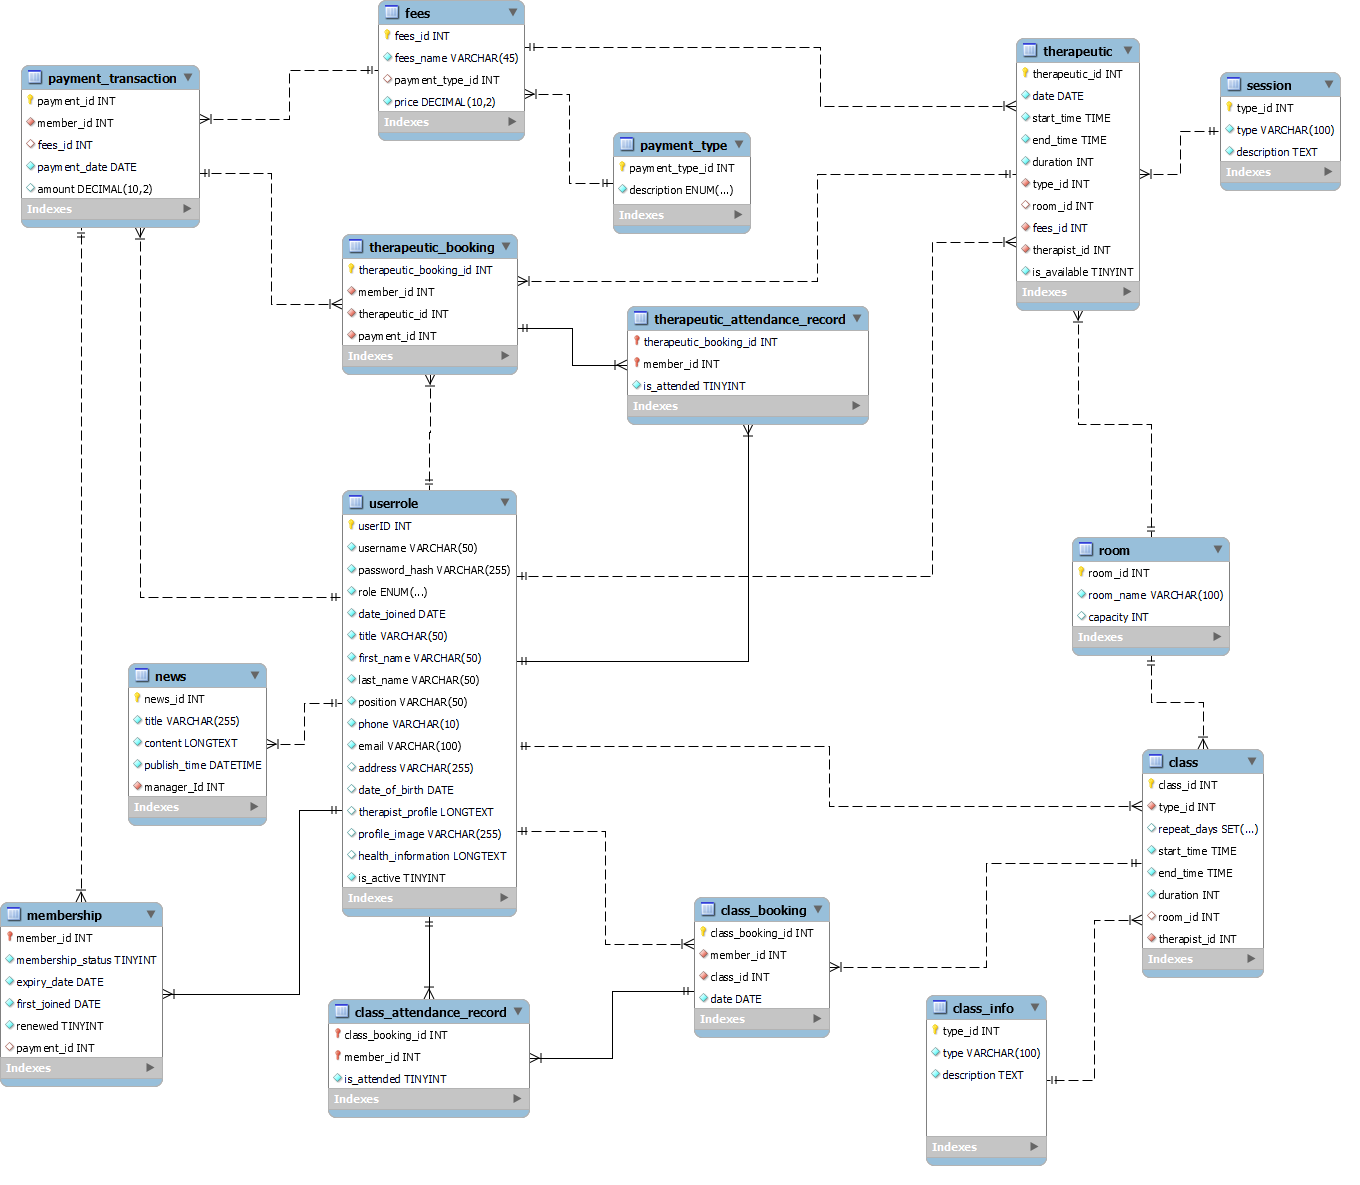 fees
fees_id INT
fees_name VARCHAR(45)
payment_type_id INT
price DECIMAL(10,2)
Indexes
therapeutic
therapeutic_id INT
date DATE
start_time TIME
end_time TIME
duration INT
type_id INT
room_id INT
fees_id INT
therapist_id INT
is_available TINYINT
Indexes
payment_transaction
payment_id INT
member_id INT
fees_id INT
payment_date DATE
amount DECIMAL(10,2)
Indexes
session
type_id INT
type VARCHAR(100)
description TEXT
Indexes
payment_type
payment_type_id INT
description ENUM(...)
Indexes
therapeutic_booking
therapeutic_booking_id INT
member_id INT
therapeutic_id INT
payment_id INT
Indexes
therapeutic_attendance_record
therapeutic_booking_id INT
member_id INT
is_attended TINYINT
Indexes
userrole
userID INT
username VARCHAR(50)
password_hash VARCHAR(255)
role ENUM(...)
date_joined DATE
title VARCHAR(50)
first_name VARCHAR(50)
last_name VARCHAR(50)
position VARCHAR(50)
phone VARCHAR(10)
email VARCHAR(100)
address VARCHAR(255)
date_of_birth DATE
therapist_profile LONGTEXT
profile_image VARCHAR(255)
health_information LONGTEXT
is_active TINYINT
Indexes
room
room_id INT
room_name VARCHAR(100)
capacity INT
Indexes
news
news_id INT
title VARCHAR(255)
content LONGTEXT
publish_time DATETIME
manager_Id INT
Indexes
class
class_id INT
type_id INT
repeat_days SET(...)
start_time TIME
end_time TIME
duration INT
room_id INT
therapist_id INT
Indexes
membership
member_id INT
membership_status TINYINT
expiry_date DATE
first_joined DATE
renewed TINYINT
payment_id INT
Indexes
class_booking
class_booking_id INT
member_id INT
class_id INT
date DATE
Indexes
class_attendance_record
class_booking_id INT
member_id INT
is_attended TINYINT
Indexes
class_info
type_id INT
type VARCHAR(100)
description TEXT
Indexes